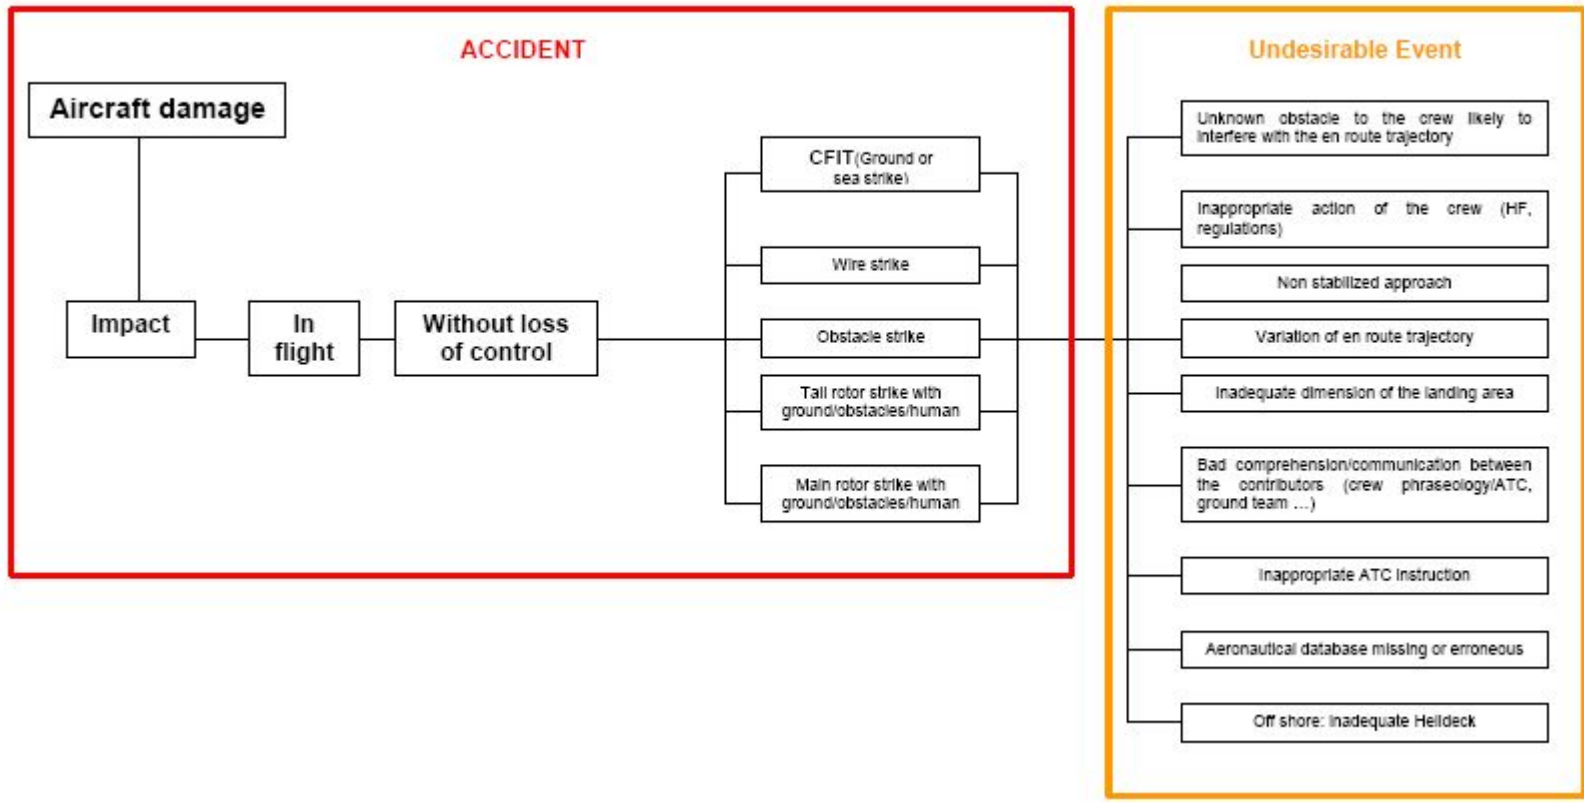 ACCIDENT
Aircraft damage
Impact
In
flight
Without loss
of control
CFIT(Ground or
sea strike)
Wire strike
Obstacle strike
Tail rotor strike with
ground/obstacles/human
Main rotor strike with
ground/obstacles/human
Undesirable Event
Unknown obstacle to the crew likely to
interfere with the en route trajectory
Inappropriate action of the crew (HF,
regulations)
Non stabilized approach
Variation of en route trajectory
Inadequate dimension of the landing area
Bad comprehension/communication between
the contributors (crew phraseology/ATC,
ground team ...)
Inappropriate ATC instruction
Aeronautical database missing or erroneous
Off shore: inadequate Helideck